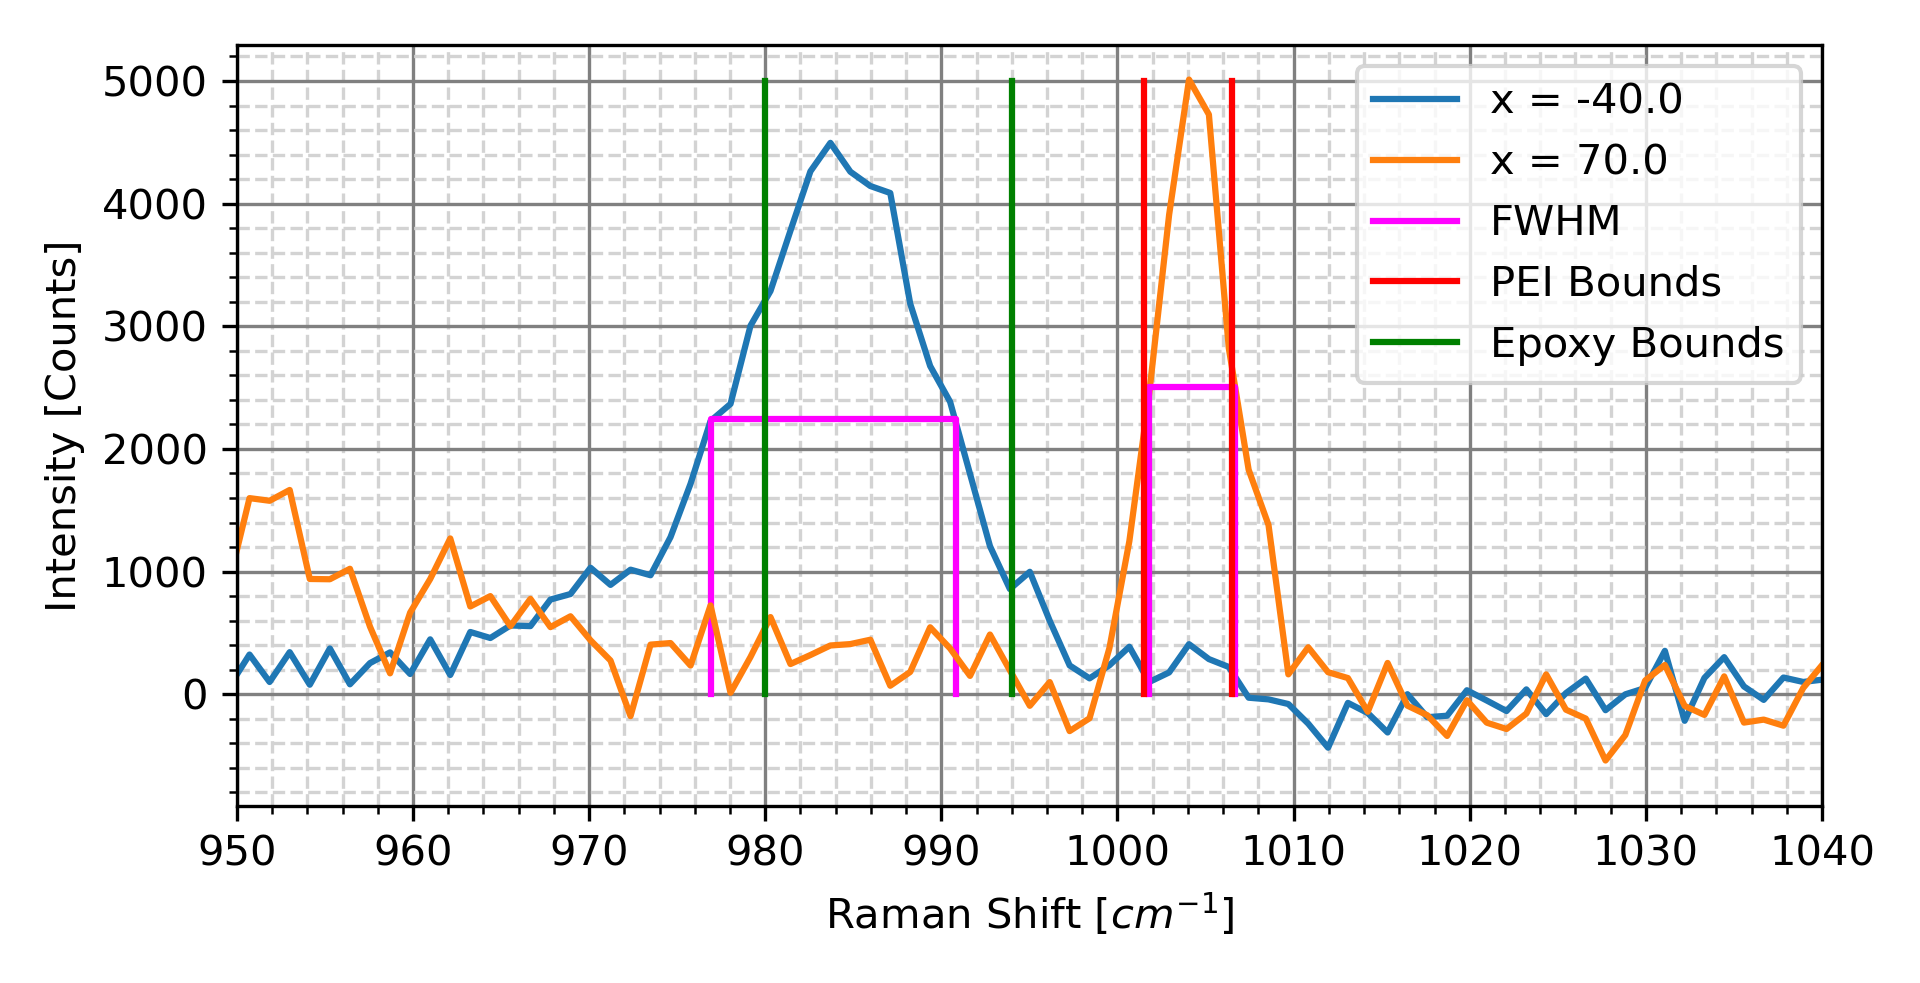 5000
4000
3000
2000
1000
0
Intensity [Counts]
950 960 970 980 990 1000 1010 1020 1030 1040
Raman Shift [cm⁻¹]
x = -40.0
x = 70.0
FWHM
PEI Bounds
Epoxy Bounds